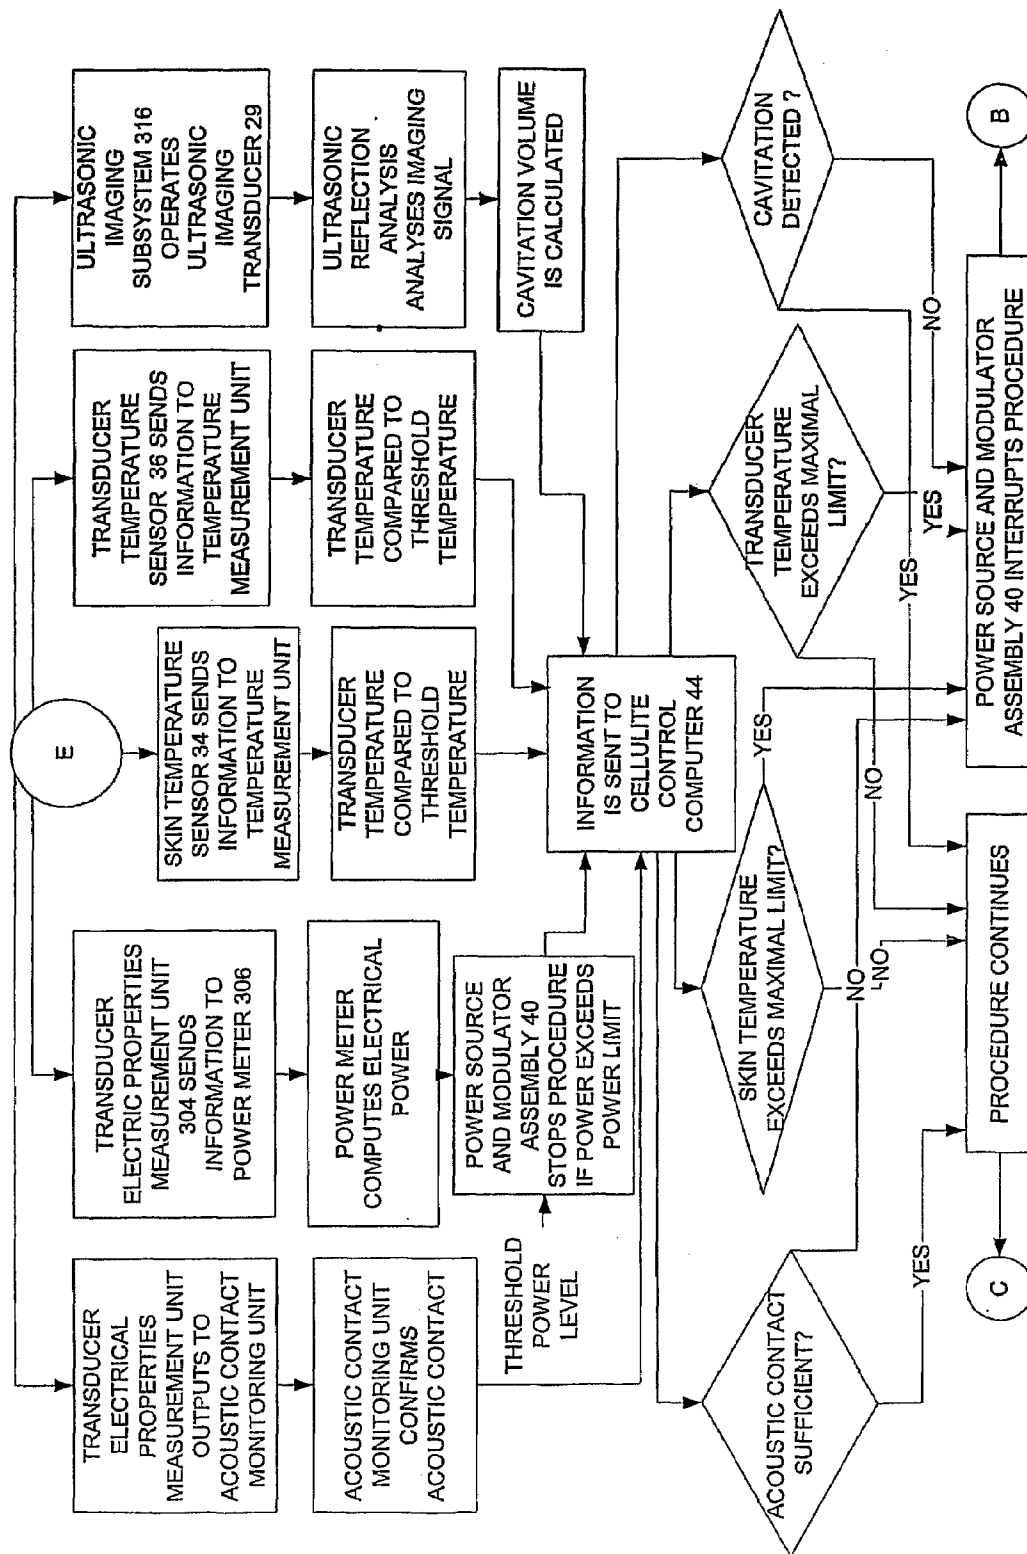 E
TRANSDUCER
ELECTRICAL
PROPERTIES
MEASUREMENT UNIT
OUTPUTS TO
ACOUSTIC CONTACT
MONITORING UNIT
TRANSDUCER
ELECTRIC PROPERTIES
MEASUREMENT UNIT
304 SENDS
INFORMATION TO
POWER METER 306
SKIN TEMPERATURE
SENSOR 34 SENDS
INFORMATION TO
TEMPERATURE
MEASUREMENT UNIT
TRANSDUCER
TEMPERATURE
SENSOR 36 SENDS
INFORMATION TO
TEMPERATURE
MEASUREMENT UNIT
ULTRASONIC
IMAGING
SUBSYSTEM 316
OPERATES
ULTRASONIC
IMAGING
TRANSDUCER 29
ACOUSTIC CONTACT
MONITORING UNIT
CONFIRMS
ACOUSTIC CONTACT
POWER METER
COMPUTES ELECTRICAL
POWER
TRANSDUCER
TEMPERATURE
COMPARED TO
THRESHOLD
TEMPERATURE
TRANSDUCER
TEMPERATURE
COMPARED TO
THRESHOLD
TEMPERATURE
ULTRASONIC
REFLECTION
ANALYSIS
ANALYSES IMAGING
SIGNAL
THRESHOLD
POWER
LEVEL
POWER SOURCE
AND MODULATOR
ASSEMBLY 40
STOPS PROCEDURE
IF POWER EXCEEDS
POWER LIMIT
CAVITATION VOLUME
IS CALCULATED
INFORMATION
IS SENT TO
CELLULITE
CONTROL
COMPUTER 44
ACOUSTIC CONTACT
SUFFICIENT?
SKIN TEMPERATURE
EXCEEDS MAXIMAL LIMIT?
TRANSDUCER
TEMPERATURE
EXCEEDS MAXIMAL
LIMIT?
CAVITATION
DETECTED ?
YES
NO
NO
YES
NO
YES
YES
NO
C
PROCEDURE CONTINUES
POWER SOURCE AND MODULATOR
ASSEMBLY 40 INTERRUPTS PROCEDURE
B